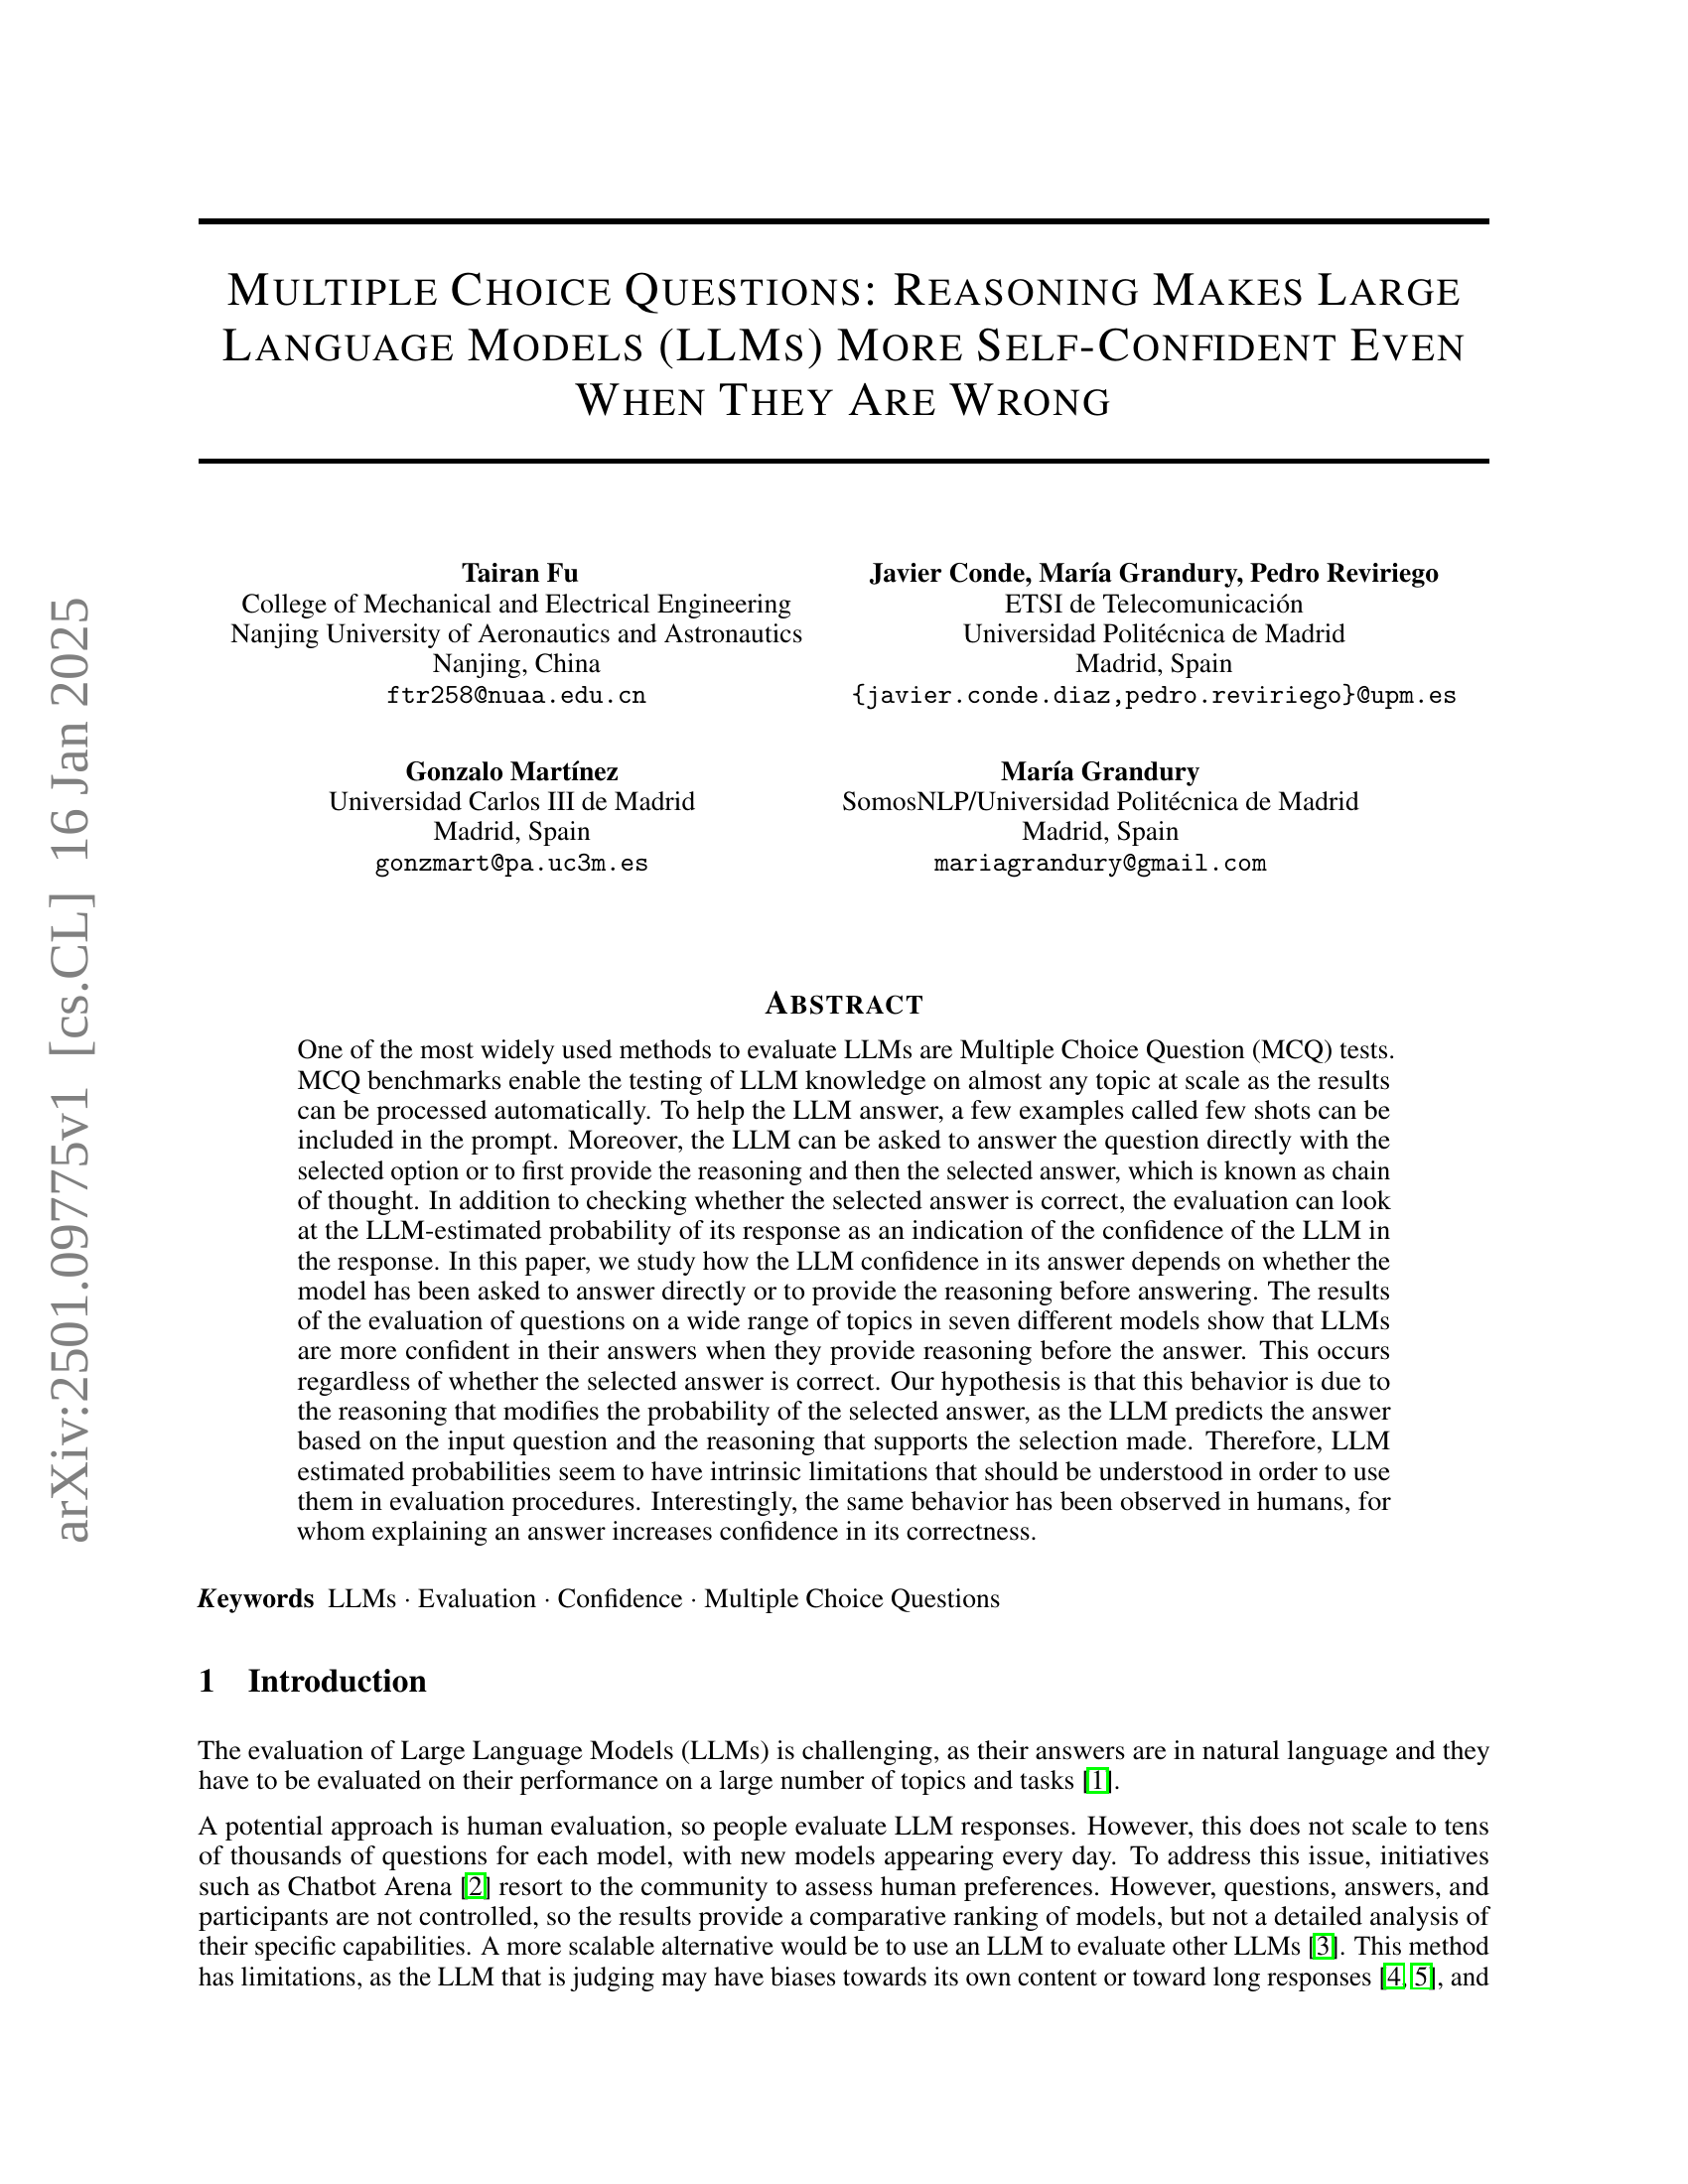 arXiv:2501.09775v1 [cs.CL] 16 Jan 2025
MULTIPLE CHOICE QUESTIONS: REASONING MAKES LARGE
LANGUAGE MODELS (LLMS) MORE SELF-CONFIDENT EVEN
WHEN THEY ARE WRONG
Tairan Fu
College of Mechanical and Electrical Engineering
Nanjing University of Aeronautics and Astronautics
Nanjing, China
ftr258@nuaa.edu.cn
Javier Conde, María Grandury, Pedro Reviriego
ETSI de Telecomunicación
Universidad Politécnica de Madrid
Madrid, Spain
{javier.conde.diaz,pedro.reviriego}@upm.es
Gonzalo Martínez
Universidad Carlos III de Madrid
Madrid, Spain
gonzmart@pa.uc3m.es
María Grandury
SomosNLP/Universidad Politécnica de Madrid
Madrid, Spain
mariagrandury@gmail.com
ABSTRACT
One of the most widely used methods to evaluate LLMs are Multiple Choice Question (MCQ) tests.
MCQ benchmarks enable the testing of LLM knowledge on almost any topic at scale as the results
can be processed automatically. To help the LLM answer, a few examples called few shots can be
included in the prompt. Moreover, the LLM can be asked to answer the question directly with the
selected option or to first provide the reasoning and then the selected answer, which is known as chain
of thought. In addition to checking whether the selected answer is correct, the evaluation can look
at the LLM-estimated probability of its response as an indication of the confidence of the LLM in
the response. In this paper, we study how the LLM confidence in its answer depends on whether the
model has been asked to answer directly or to provide the reasoning before answering. The results
of the evaluation of questions on a wide range of topics in seven different models show that LLMs
are more confident in their answers when they provide reasoning before the answer. This occurs
regardless of whether the selected answer is correct. Our hypothesis is that this behavior is due to
the reasoning that modifies the probability of the selected answer, as the LLM predicts the answer
based on the input question and the reasoning that supports the selection made. Therefore, LLM
estimated probabilities seem to have intrinsic limitations that should be understood in order to use
them in evaluation procedures. Interestingly, the same behavior has been observed in humans, for
whom explaining an answer increases confidence in its correctness.
Keywords LLMs · Evaluation · Confidence · Multiple Choice Questions
1 Introduction
The evaluation of Large Language Models (LLMs) is challenging, as their answers are in natural language and they
have to be evaluated on their performance on a large number of topics and tasks [1].
A potential approach is human evaluation, so people evaluate LLM responses. However, this does not scale to tens
of thousands of questions for each model, with new models appearing every day. To address this issue, initiatives
such as Chatbot Arena [2] resort to the community to assess human preferences. However, questions, answers, and
participants are not controlled, so the results provide a comparative ranking of models, but not a detailed analysis of
their specific capabilities. A more scalable alternative would be to use an LLM to evaluate other LLMs [3]. This method
has limitations, as the LLM that is judging may have biases towards its own content or toward long responses [4, 5], and